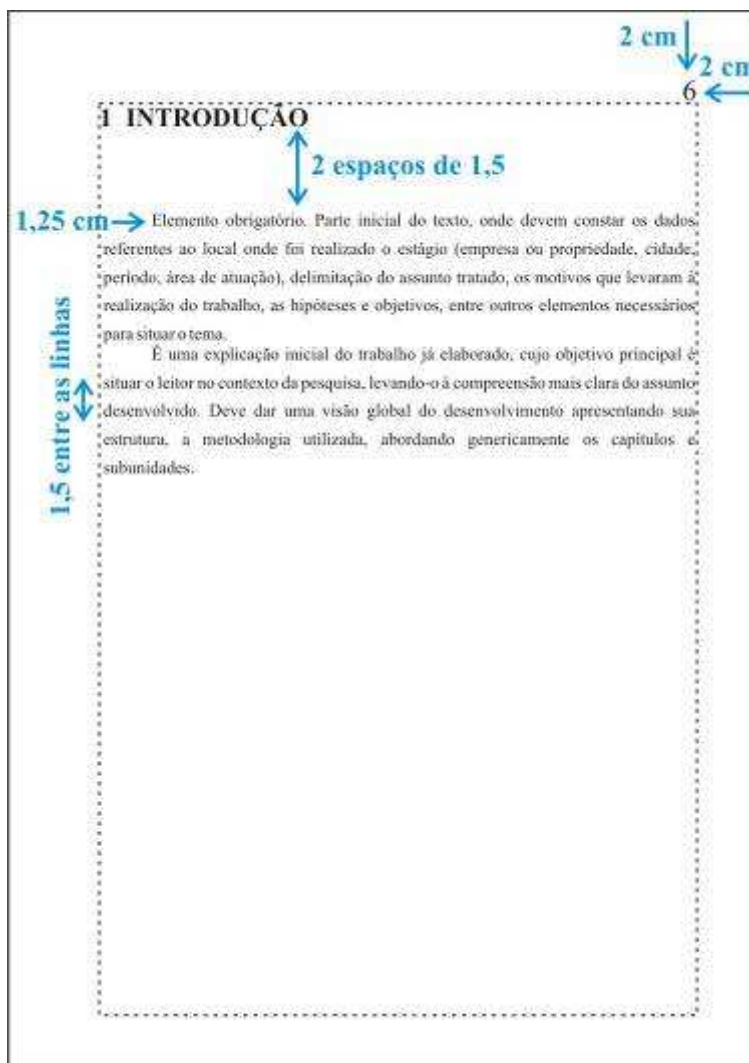 2 cm
2 cm
6
1 INTRODUÇÃO
2 espaços de 1,5
1,25 cm
Elemento obrigatório. Parte inicial do texto, onde devem constar os dados
referentes ao local onde foi realizado o estágio (empresa ou propriedade, cidade,
período, área de atuação), delimitação do assunto tratado, os motivos que levaram à
realização do trabalho, as hipóteses e objetivos, entre outros elementos necessários
para situar o tema.
É uma explicação inicial do trabalho já elaborado, cujo objetivo principal é
situar o leitor no contexto da pesquisa, levando-o à compreensão mais clara do assunto
desenvolvido. Deve dar uma visão global do desenvolvimento apresentando sua
estrutura, a metodologia utilizada, abordando genericamente os capítulos e
subunidades.
1,5 entre as linhas